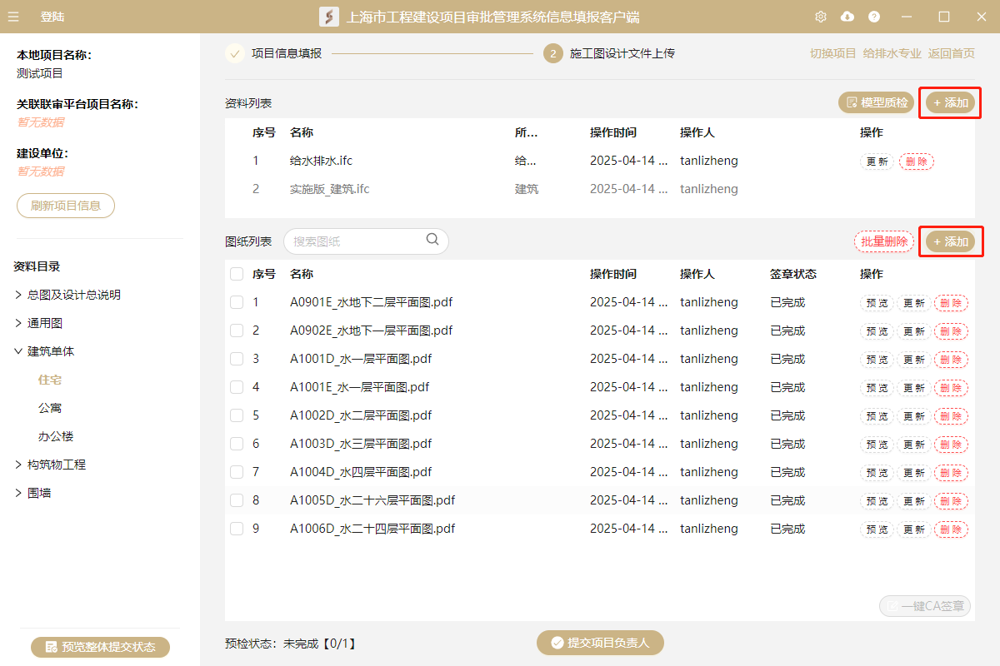 登陆
上海市工程建设项目审批管理系统信息填报客户端
本地项目名称：
测试项目
关联联审平台项目名称：
暂无数据
建设单位：
暂无数据
刷新项目信息
资料目录
总图及设计总说明
通用图
建筑单体
住宅
公寓
办公楼
构筑物工程
围墙
预览整体提交状态
项目信息填报 2 施工图设计文件上传 切换项目 给排水专业 返回首页
资料列表 模型质检 + 添加
序号 名称 所... 操作时间 操作人 操作
1 给水排水.ifc 给... 2025-04-14 ... tanlizheng 更新 删除
2 实施版_建筑.ifc 建筑 2025-04-14 ... tanlizheng
图纸列表 搜索图纸 批量删除 + 添加
序号 名称 操作时间 操作人 签章状态 操作
1 A0901E_水地下二层平面图.pdf 2025-04-14 ... tanlizheng 已完成 预览 更新 删除
2 A0902E_水地下一层平面图.pdf 2025-04-14 ... tanlizheng 已完成 预览 更新 删除
3 A1001D_水一层平面图.pdf 2025-04-14 ... tanlizheng 已完成 预览 更新 删除
4 A1001E_水一层平面图.pdf 2025-04-14 ... tanlizheng 已完成 预览 更新 删除
5 A1002D_水二层平面图.pdf 2025-04-14 ... tanlizheng 已完成 预览 更新 删除
6 A1003D_水三层平面图.pdf 2025-04-14 ... tanlizheng 已完成 预览 更新 删除
7 A1004D_水四层平面图.pdf 2025-04-14 ... tanlizheng 已完成 预览 更新 删除
8 A1005D_水二十六层平面图.pdf 2025-04-14 ... tanlizheng 已完成 预览 更新 删除
9 A1006D_水二十四层平面图.pdf 2025-04-14 ... tanlizheng 已完成 预览 更新 删除
一键CA签章
预检状态：未完成【0/1】 提交项目负责人